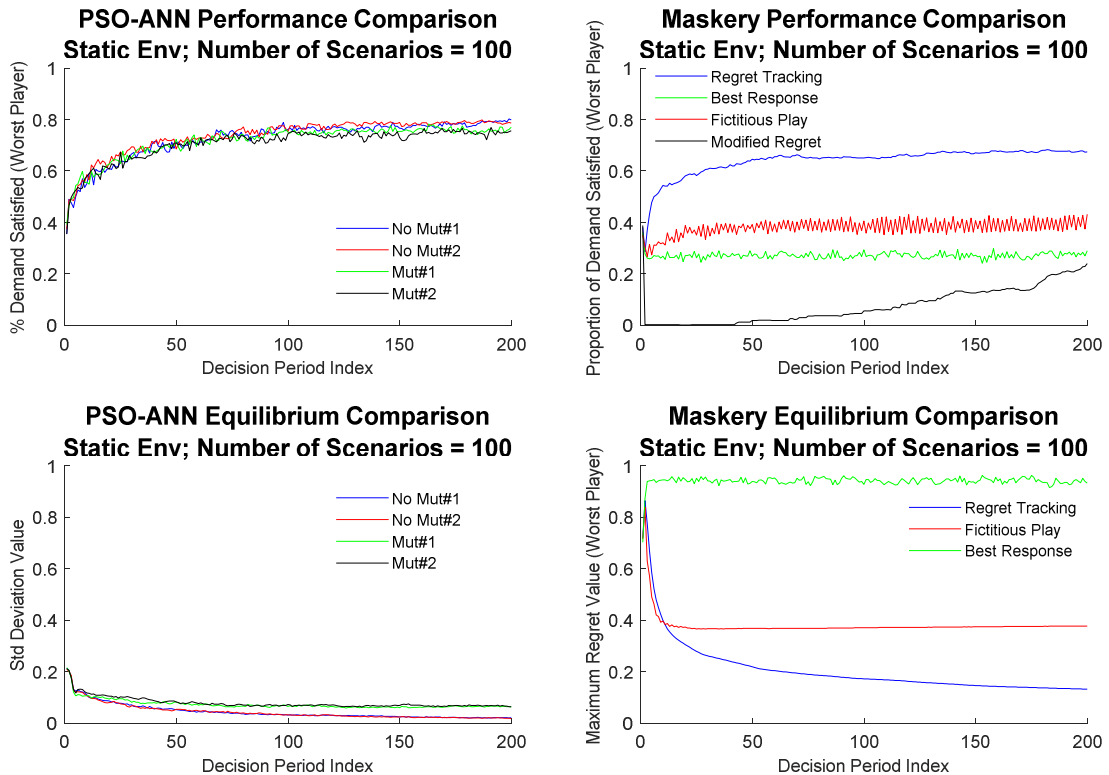 PSO-ANN Performance Comparison
Static Env; Number of Scenarios = 100
% Demand Satisfied (Worst Player)
1
0.8
0.6
0.4
0.2
0
0
50
100
150
200
No Mut#1
No Mut#2
Mut#1
Mut#2
Decision Period Index
Maskery Performance Comparison
Static Env; Number of Scenarios = 100
Proportion of Demand Satisfied (Worst Player)
1
0.8
0.6
0.4
0.2
0
0
50
100
150
200
Regret Tracking
Best Response
Fictitious Play
Modified Regret
Decision Period Index
PSO-ANN Equilibrium Comparison
Static Env; Number of Scenarios = 100
Std Deviation Value
1
0.8
0.6
0.4
0.2
0
0
50
100
150
200
No Mut#1
No Mut#2
Mut#1
Mut#2
Decision Period Index
Maskery Equilibrium Comparison
Static Env; Number of Scenarios = 100
Maximum Regret Value (Worst Player)
1
0.8
0.6
0.4
0.2
0
0
50
100
150
200
Regret Tracking
Fictitious Play
Best Response
Decision Period Index